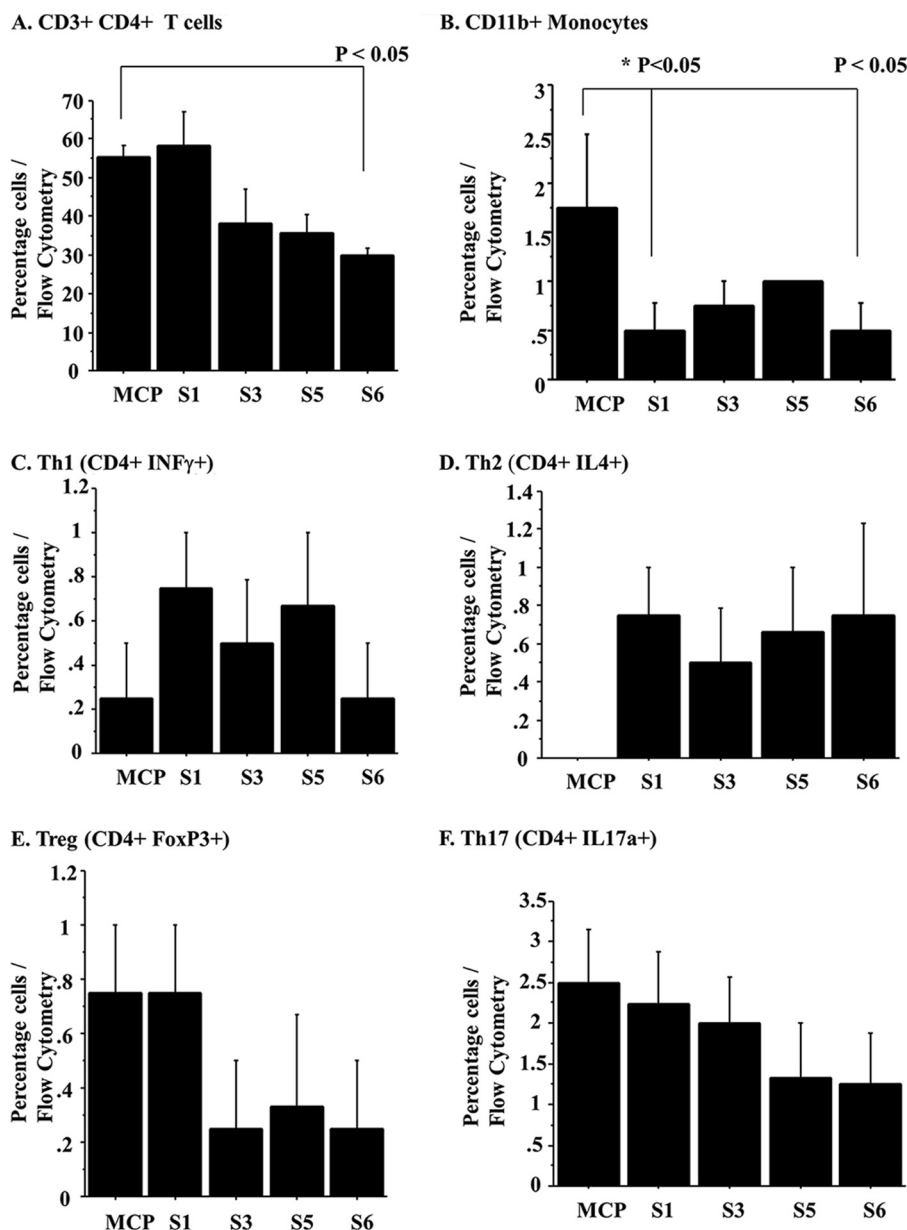 A. CD3+ CD4+ T cells
P < 0.05
Percentage cells /
Flow Cytometry
70
60
50
40
30
20
10
0
MCP S1 S3 S5 S6
B. CD11b+ Monocytes
* P<0.05 P < 0.05
Percentage cells /
Flow Cytometry
3
2.5
2
1.5
1
.5
0
MCP S1 S3 S5 S6
C. Th1 (CD4+ INFγ+)
Percentage cells /
Flow Cytometry
1.2
1
.8
.6
.4
.2
0
MCP S1 S3 S5 S6
D. Th2 (CD4+ IL4+)
Percentage cells /
Flow Cytometry
1.4
1.2
1
.8
.6
.4
.2
0
MCP S1 S3 S5 S6
E. Treg (CD4+ FoxP3+)
Percentage cells /
Flow Cytometry
1.2
1
.8
.6
.4
.2
0
MCP S1 S3 S5 S6
F. Th17 (CD4+ IL17a+)
Percentage cells /
Flow Cytometry
3.5
3
2.5
2
1.5
1
.5
0
MCP S1 S3 S5 S6